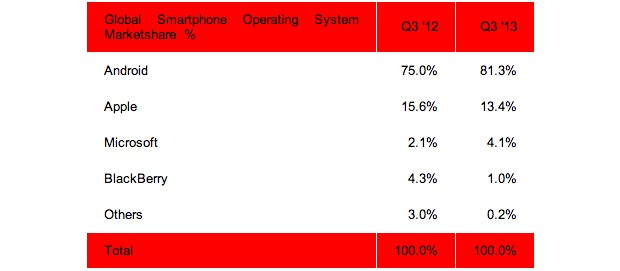 Global Smartphone Operating System Marketshare % Q3 '12 Q3 '13
Android 75.0% 81.3%
Apple 15.6% 13.4%
Microsoft 2.1% 4.1%
BlackBerry 4.3% 1.0%
Others 3.0% 0.2%
Total 100.0% 100.0%